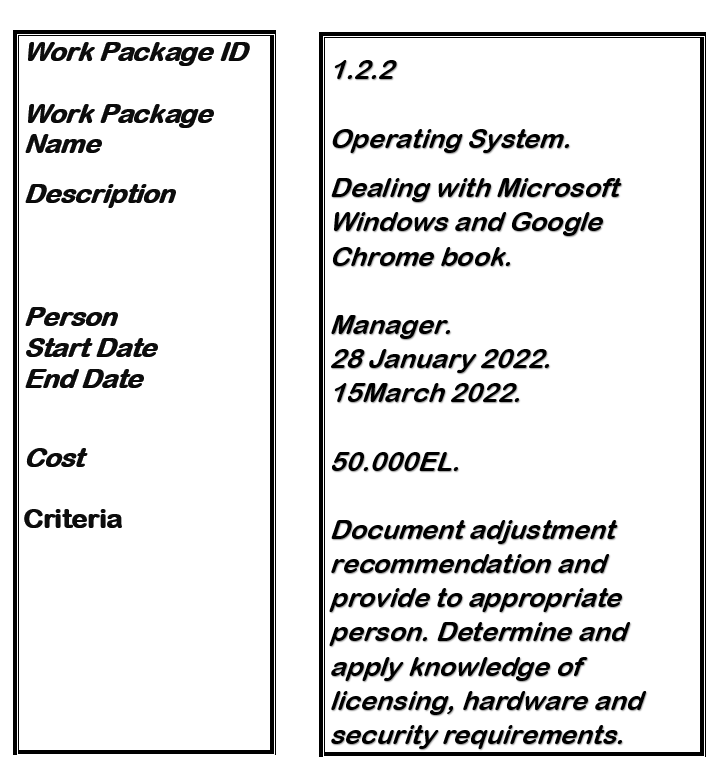 Work Package ID
1.2.2
Work Package
Name
Operating System.
Description
Dealing with Microsoft
Windows and Google
Chrome book.
Person
Manager.
Start Date
28 January 2022.
End Date
15March 2022.
Cost
50.000EL.
Criteria
Document adjustment
recommendation and
provide to appropriate
person. Determine and
apply knowledge of
licensing, hardware and
security requirements.